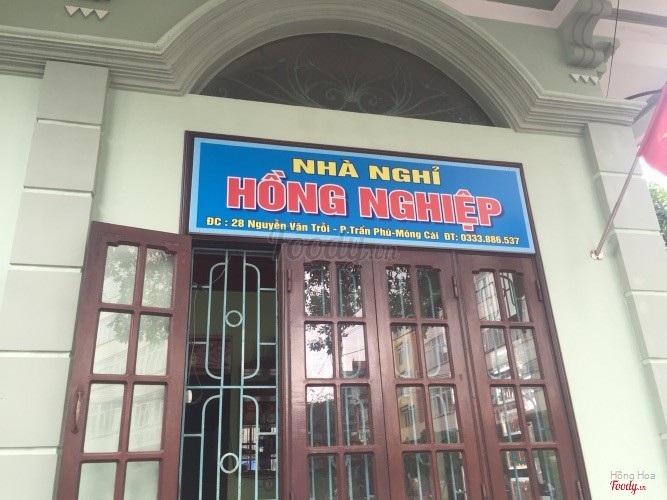 NHÀ NGHỈ
HỒNG NGHIỆP
ĐC : 28 Nguyễn Văn Trỗi - P.Trần Phú-Móng Cái ĐT: 0333.886.537
Foody.vn
Hồng Hoa
Foody.vn